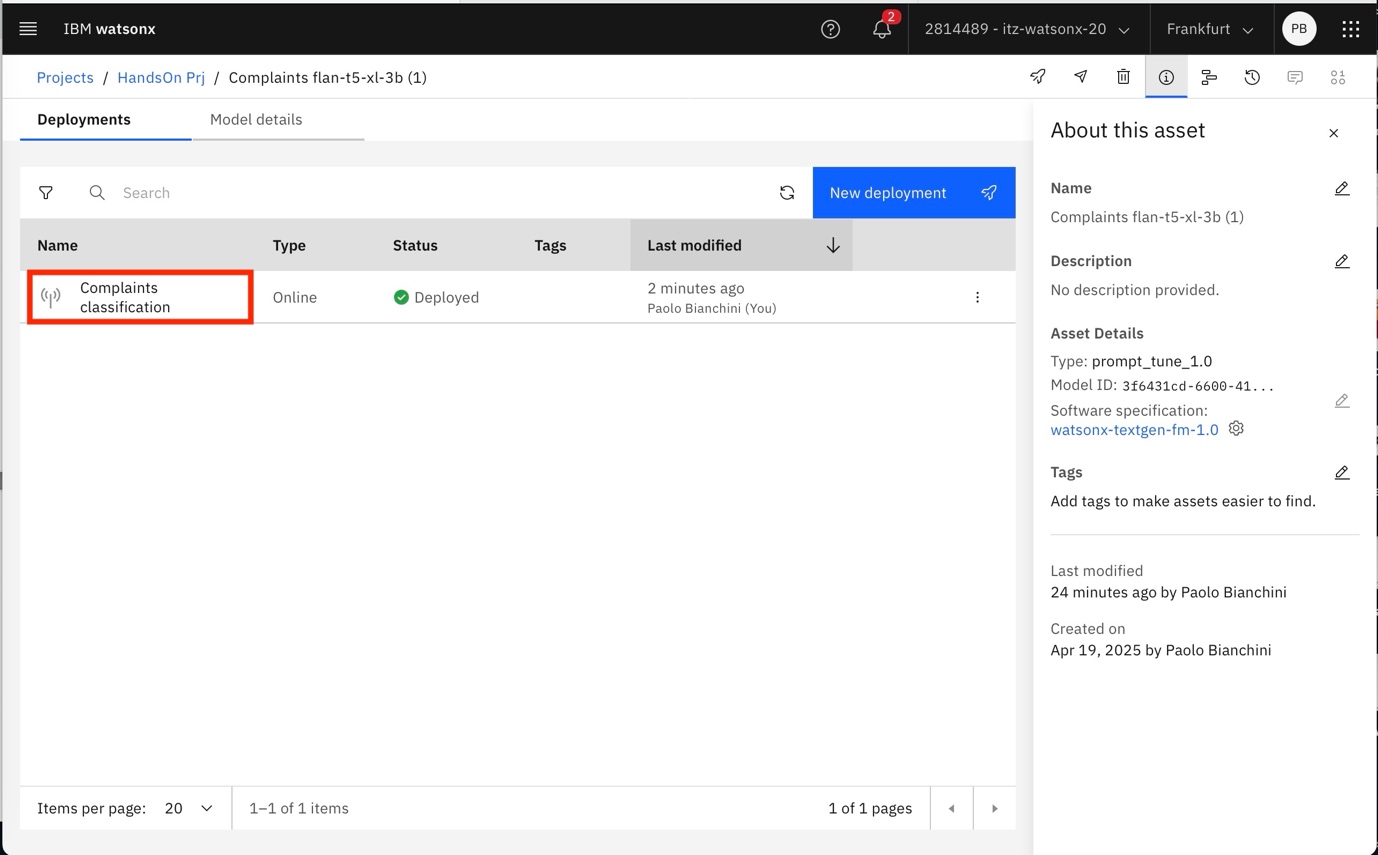 IBM watsonx
2
2814489 - itz-watsonx-20
Frankfurt
PB
Projects / HandsOn Prj / Complaints flan-t5-xl-3b (1)
Deployments
Model details
Search
New deployment
Name
Type
Status
Tags
Last modified
Complaints
classification
Online
Deployed
2 minutes ago
Paolo Bianchini (You)
Items per page: 20
1–1 of 1 items
1 of 1 pages
About this asset
Name
Complaints flan-t5-xl-3b (1)
Description
No description provided.
Asset Details
Type: prompt_tune_1.0
Model ID: 3f6431cd-6600-41...
Software specification:
watsonx-textgen-fm-1.0
Tags
Add tags to make assets easier to find.
Last modified
24 minutes ago by Paolo Bianchini
Created on
Apr 19, 2025 by Paolo Bianchini